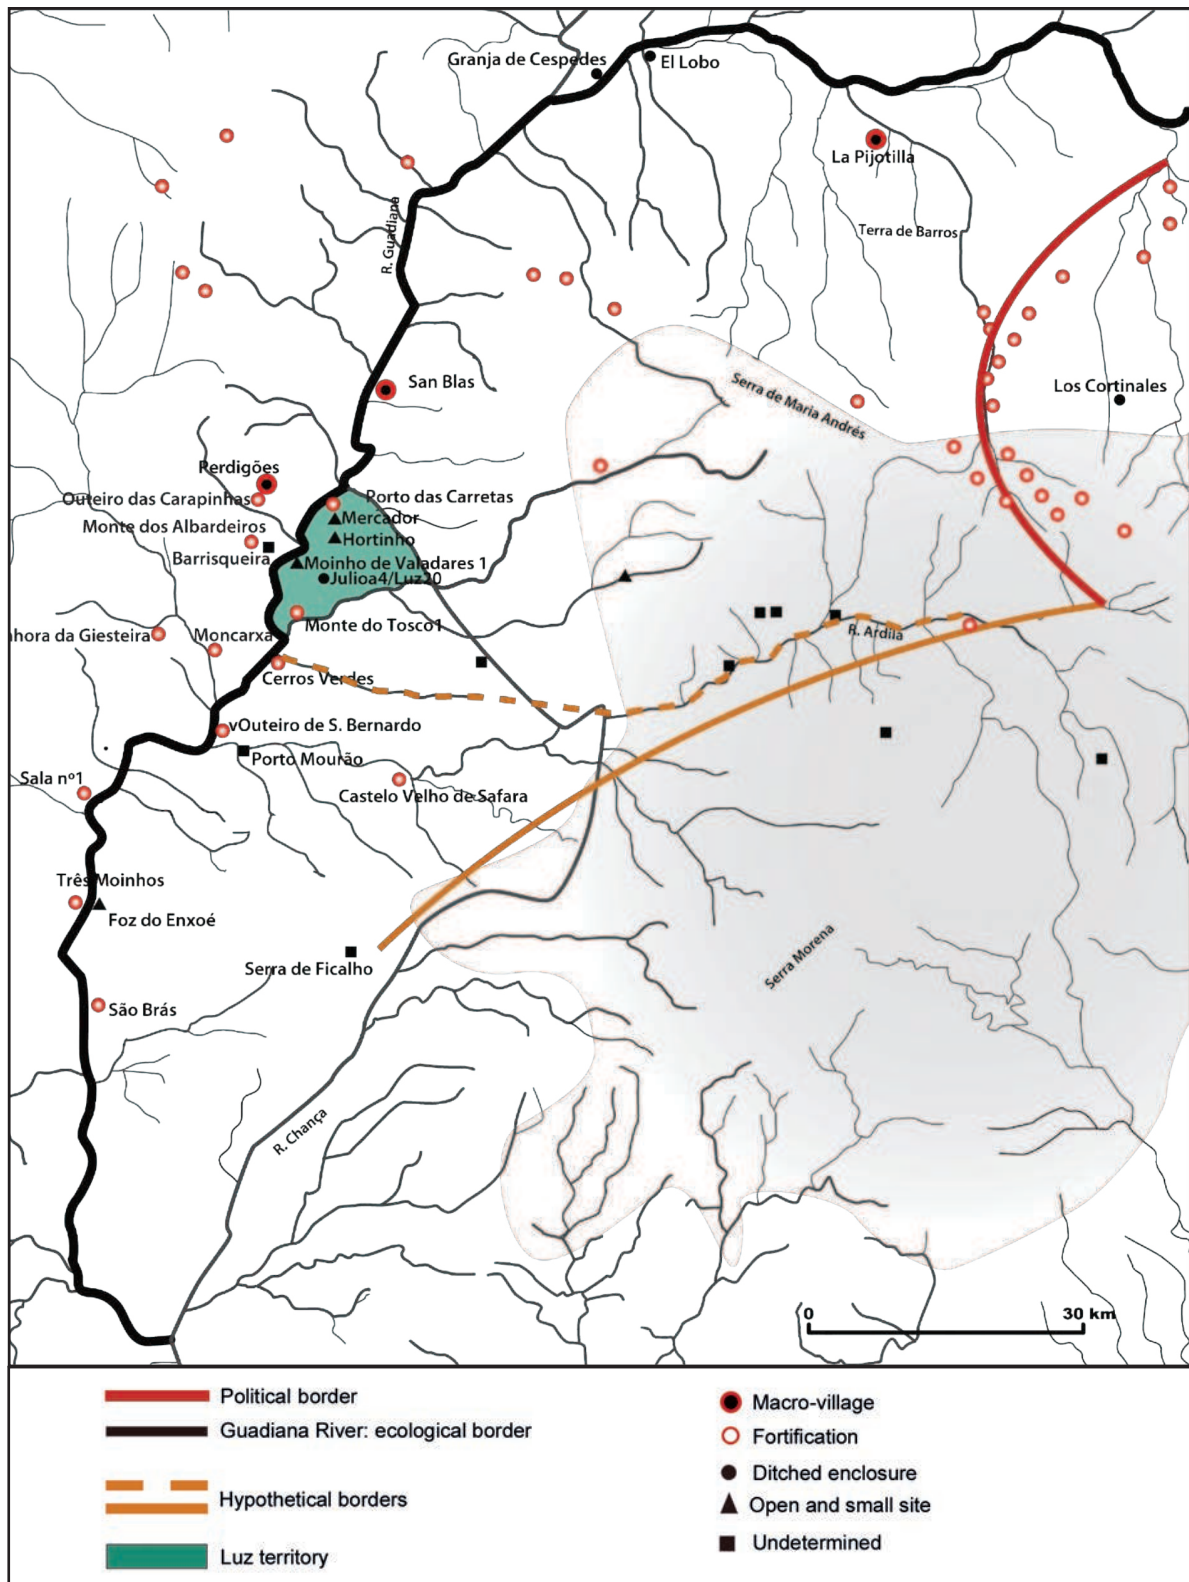 Granja de Cespedes
El Lobo
La Pijotilla
R. Guadiana
Terra de Barros
San Blas
Serra de Maria Andrés
Los Cortinales
Perdigões
Outeiro das Carapinhas
Porto das Carretas
Mercador
Monte dos Albardeiros
Hortinho
Barrisqueira
Moinho de Valadares 1
Julioa4/Luz20
nhora da Giesteira
Moncarxa
Monte do Tosco1
R. Ardila
Cerros Verdes
vOuteiro de S. Bernardo
Porto Mourão
Sala nº1
Castelo Velho de Safara
Três Moinhos
Foz do Enxoé
Serra de Ficalho
Serra Morena
São Brás
R. Chança
0 30 km
Political border
Guadiana River: ecological border
Hypothetical borders
Luz territory
Macro-village
Fortification
Ditched enclosure
Open and small site
Undetermined